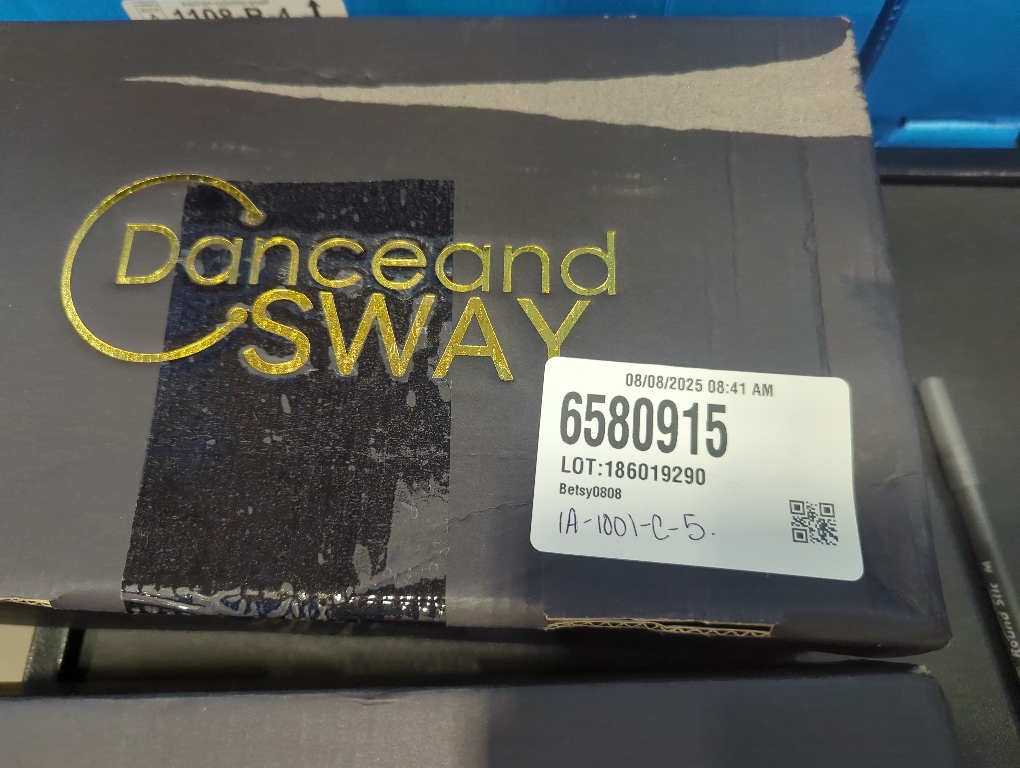 1108-B-4
Danceand
SWAY
08/08/2025 08:41 AM
6580915
LOT:186019290
Betsy0808
1A-1001-C-5.